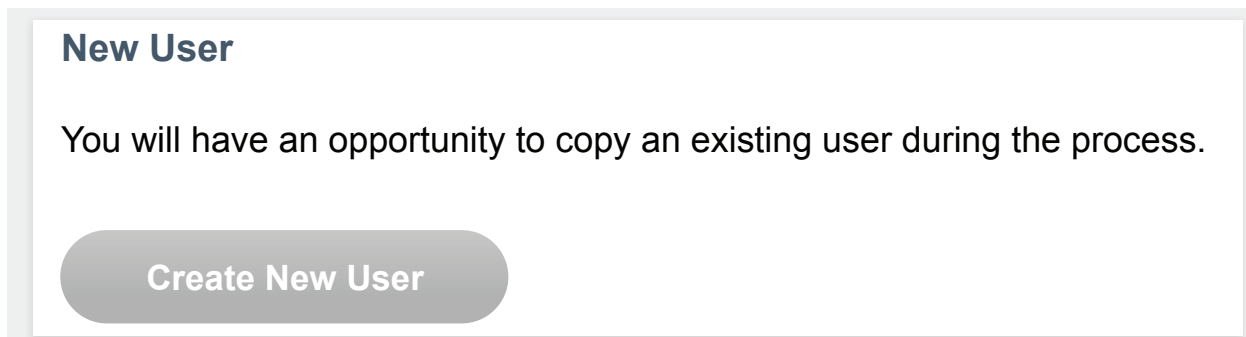 New User
You will have an opportunity to copy an existing user during the process.
Create New User